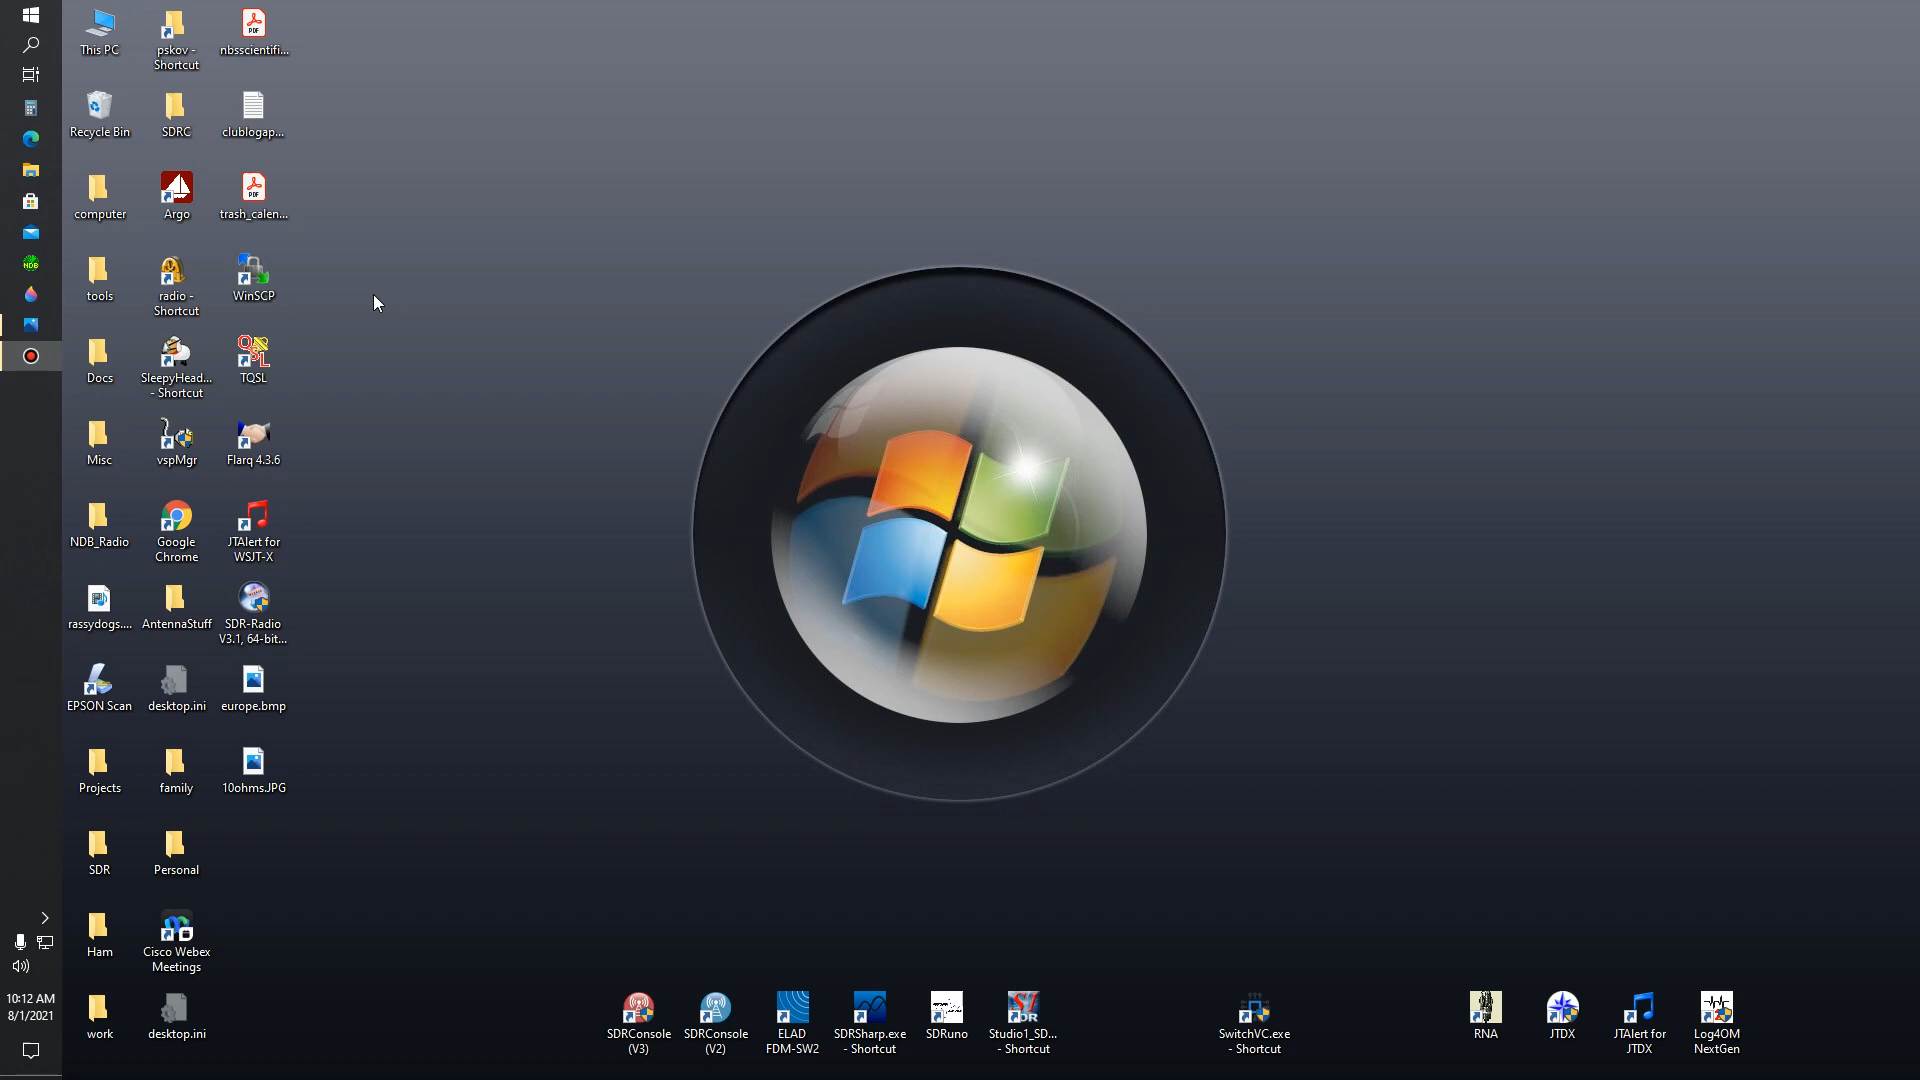 This PC
pskov -
Shortcut
nbsscientifi...
Recycle Bin
SDRC
clublogap...
computer
Argo
trash_calen...
tools
radio -
Shortcut
WinSCP
Docs
SleepyHead...
- Shortcut
TQSL
Misc
vspMgr
Flarq 4.3.6
NDB_Radio
Google
Chrome
JTAlert for
WSJT-X
rassydogs....
AntennaStuff
SDR-Radio
V3.1, 64-bit...
EPSON Scan
desktop.ini
europe.bmp
Projects
family
10ohms.JPG
SDR
Personal
Ham
Cisco Webex
Meetings
work
desktop.ini
SDRConsole
(V3)
SDRConsole
(V2)
ELAD
FDM-SW2
SDRSharp.exe
- Shortcut
SDRuno
Studio1_SD...
- Shortcut
SwitchVC.exe
- Shortcut
RNA
JTDX
JTAlert for
JTDX
Log4OM
NextGen
NDB
PDF
PDF
QSL
10:12 AM
8/1/2021